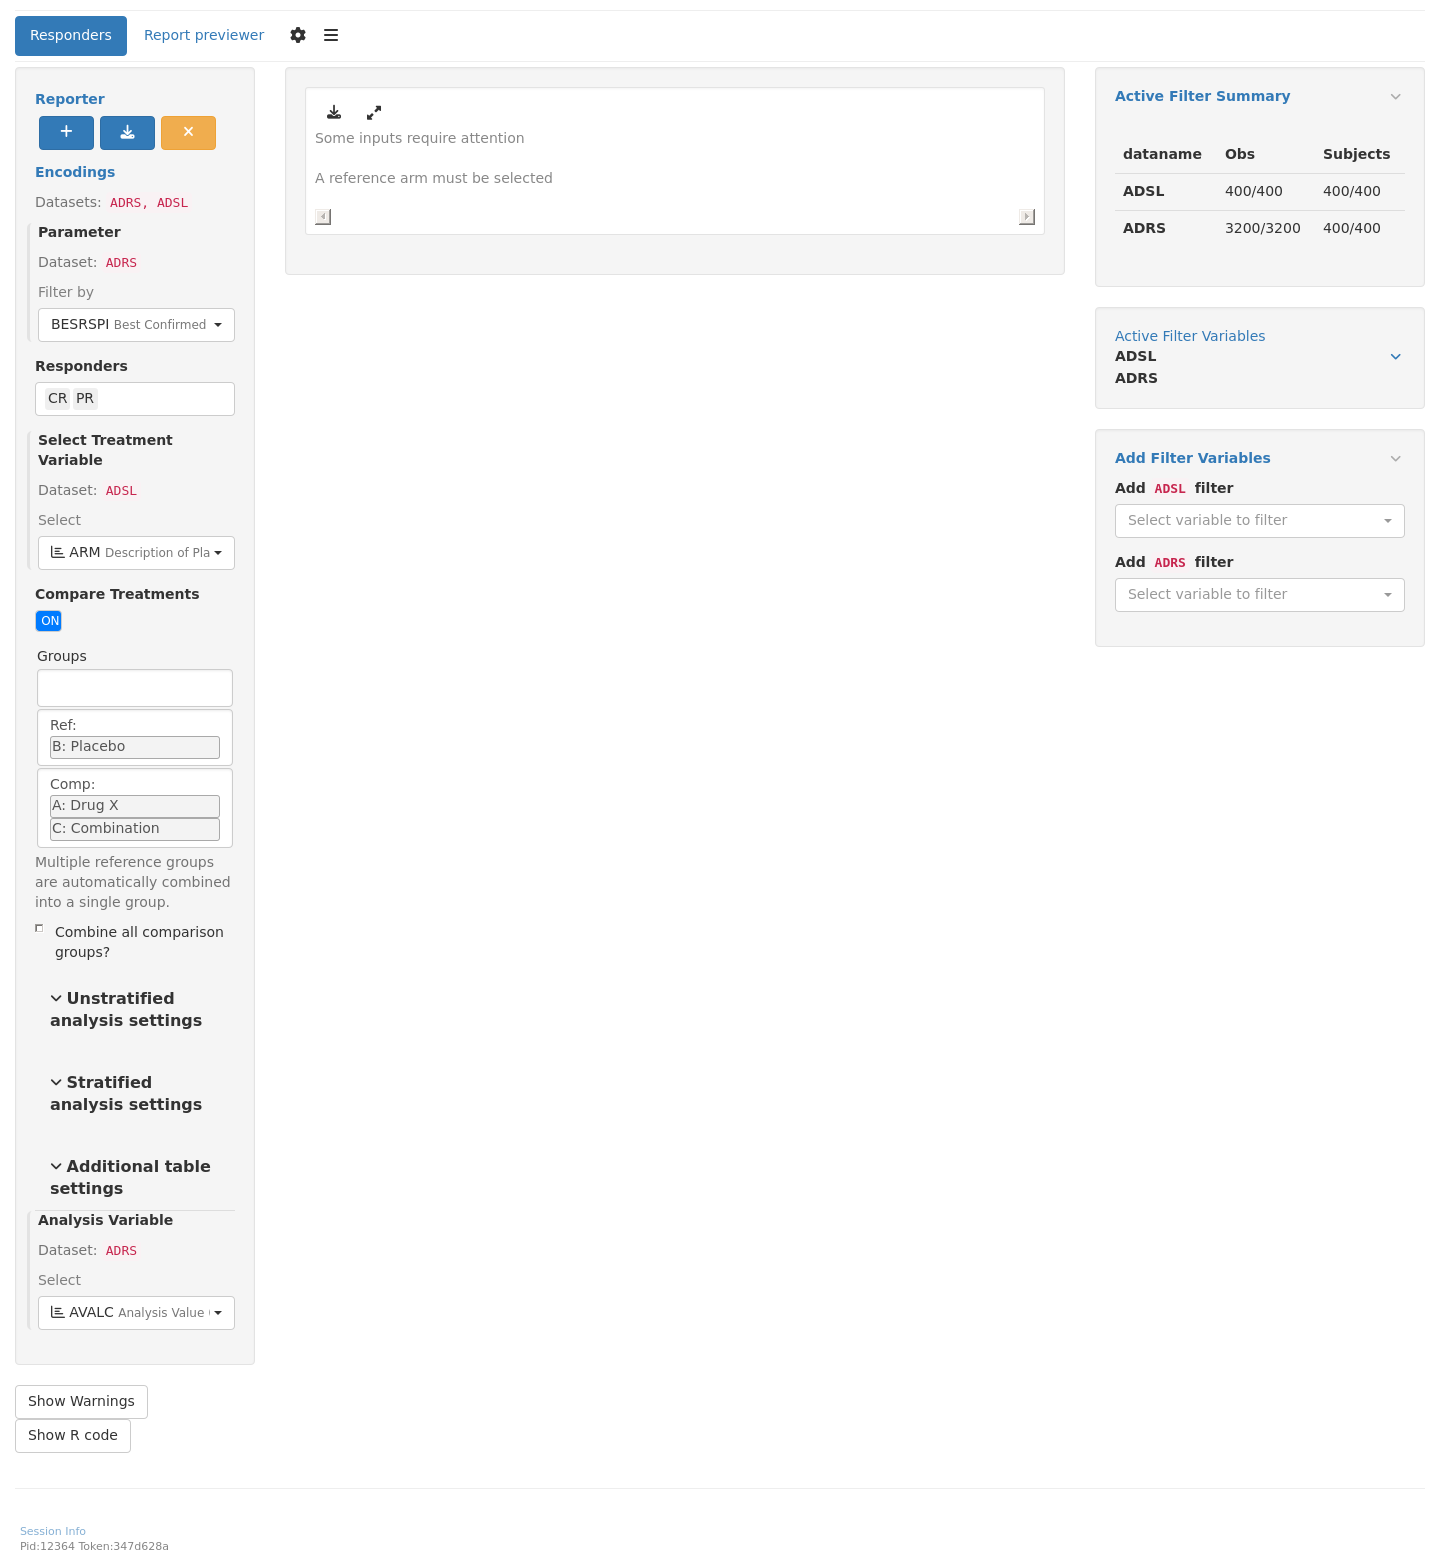 Responders
Report previewer
Reporter
Encodings
Datasets: ADRS, ADSL
Parameter
Dataset: ADRS
Filter by
BESRSPI Best Confirmed
Responders
CR PR
Select Treatment
Variable
Dataset: ADSL
Select
ARM Description of Pla
Compare Treatments
ON
Groups
Ref:
B: Placebo
Comp:
A: Drug X
C: Combination
Multiple reference groups
are automatically combined
into a single group.
Combine all comparison
groups?
Unstratified
analysis settings
Stratified
analysis settings
Additional table
settings
Analysis Variable
Dataset: ADRS
Select
AVALC Analysis Value
Show Warnings
Show R code
Some inputs require attention
A reference arm must be selected
Active Filter Summary
dataname Obs Subjects
ADSL 400/400 400/400
ADRS 3200/3200 400/400
Active Filter Variables
ADSL
ADRS
Add Filter Variables
Add ADSL filter
Select variable to filter
Add ADRS filter
Select variable to filter
Session Info
Pid:12364 Token:347d628a